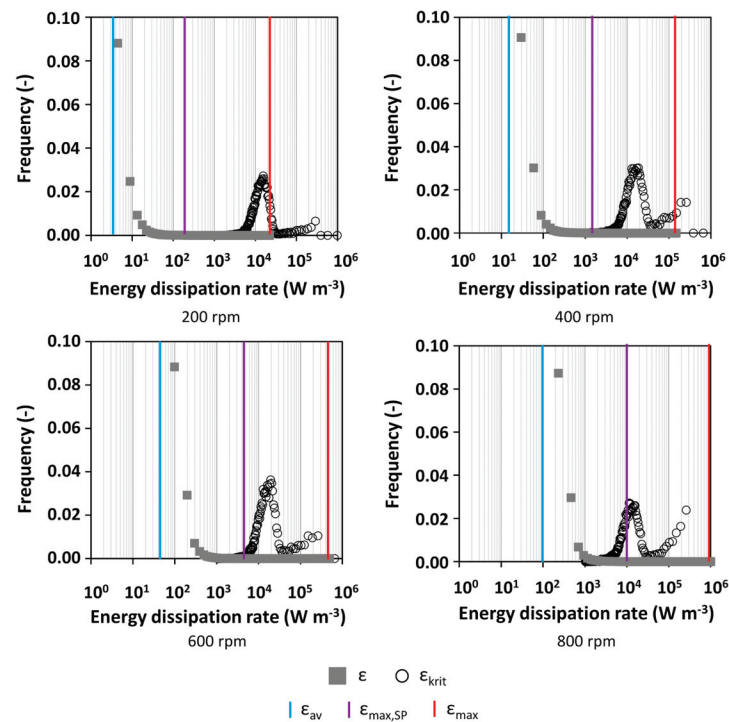 0.10
0.08
0.06
0.04
0.02
0.00
Frequency (-)
10⁰ 10¹ 10² 10³ 10⁴ 10⁵ 10⁶
Energy dissipation rate (W m⁻³)
200 rpm
0.10
0.08
0.06
0.04
0.02
0.00
Frequency (-)
10⁰ 10¹ 10² 10³ 10⁴ 10⁵ 10⁶
Energy dissipation rate (W m⁻³)
400 rpm
0.10
0.08
0.06
0.04
0.02
0.00
Frequency (-)
10⁰ 10¹ 10² 10³ 10⁴ 10⁵ 10⁶
Energy dissipation rate (W m⁻³)
600 rpm
0.10
0.08
0.06
0.04
0.02
0.00
Frequency (-)
10⁰ 10¹ 10² 10³ 10⁴ 10⁵ 10⁶
Energy dissipation rate (W m⁻³)
800 rpm
ε εkrit
εav εmax,SP εmax